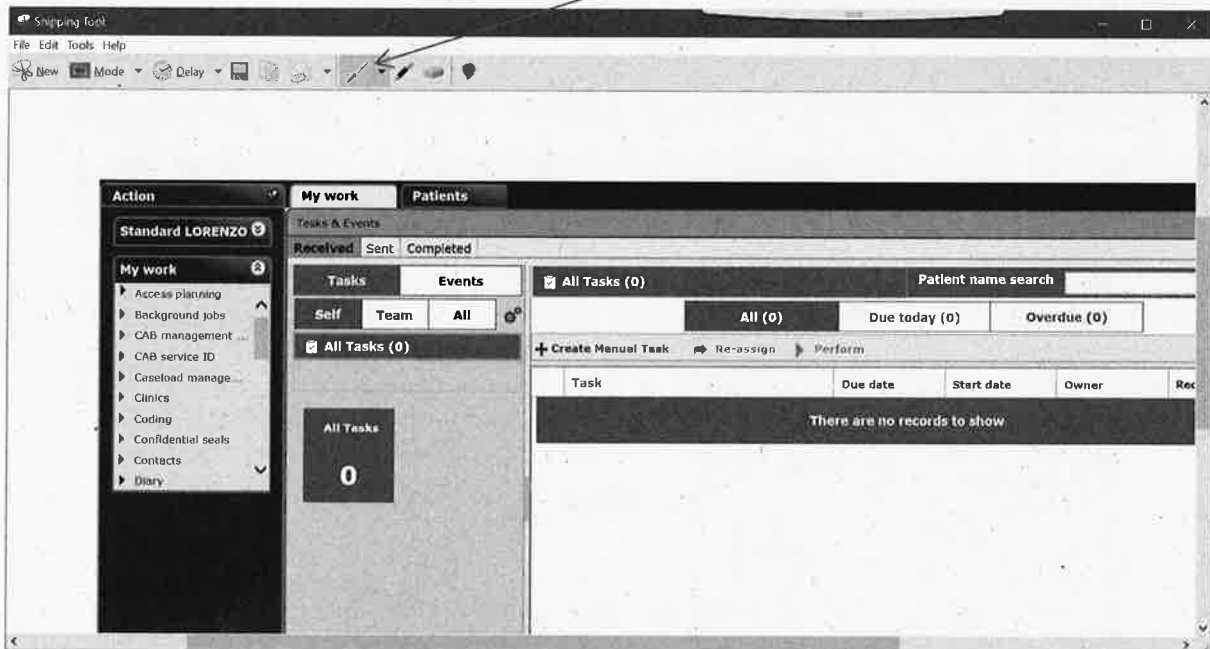 Snipping Tool
File Edit Tools Help
New Mode Delay
Action
My work Patients
Standard LORENZO
Tasks & Events
Received Sent Completed
My work
Access planning
Background jobs
CAB management ...
CAB service ID
Caseload manage...
Clinics
Coding
Confidential seals
Contacts
Diary
Tasks Events
Self Team All
All Tasks (0)
All Tasks
0
All Tasks (0) Patient name search
All (0) Due today (0) Overdue (0)
Create Manual Task Re-assign Perform
Task Due date Start date Owner Rec
There are no records to show